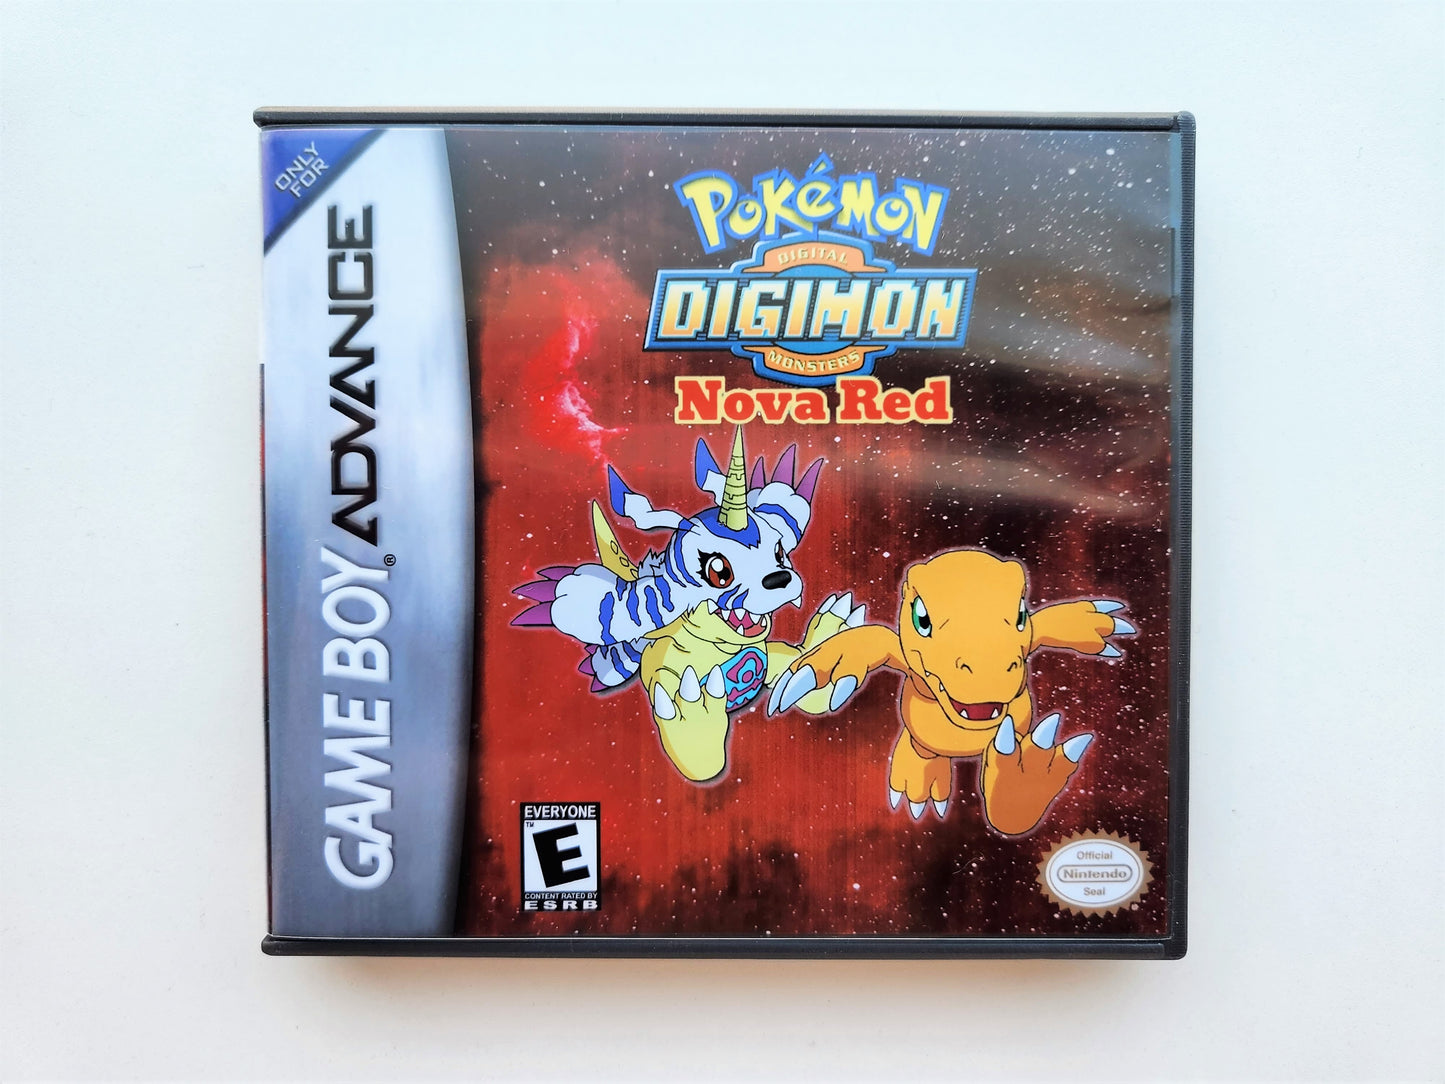 ONLY
FOR
GAME BOY ADVANCE
®
POKéMON
DIGITAL
DIGIMON
MONSTERS
Nova Red
EVERYONE
™
E
CONTENT RATED BY
ESRB
Official
Nintendo
Seal